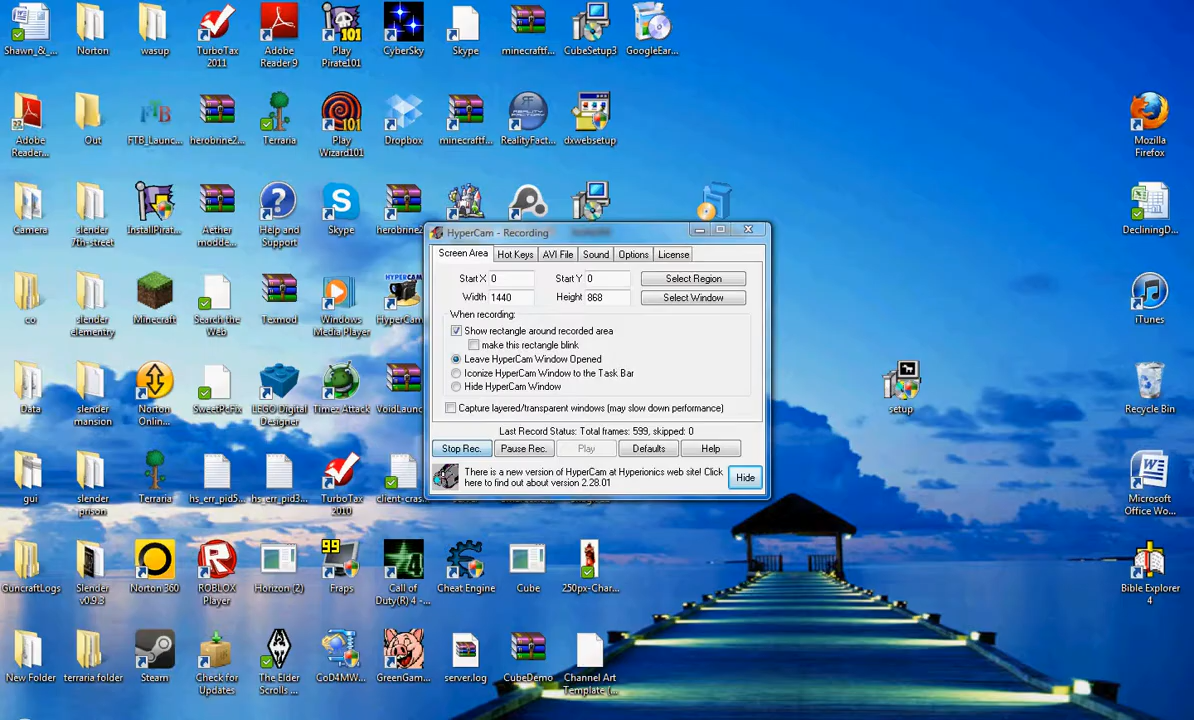 Shawn_&_...
Norton
wasup
TurboTax
2011
Adobe
Reader 9
101
Play
Pirate101
CyberSky
Skype
minecraftf...
CubeSetup3
GoogleEar...
Adobe
Reader...
Out
FTB
FTB_Launc...
herobrine2...
Terraria
101
Play
Wizard101
Dropbox
minecraftf...
RF
REALITY
FACTORY
RealityFact...
dxwebsetup
Mozilla
Firefox
Camera
slender
7th-street
InstallPirat...
Aether
modde...
Help and
Support
Skype
herobrine2...
DecliningD...
HyperCam - Recording
Screen Area
Hot Keys
AVI File
Sound
Options
License
Start X 0
Start Y 0
Select Region
Width 1440
Height 868
Select Window
When recording:
Show rectangle around recorded area
make this rectangle blink
Leave HyperCam Window Opened
Iconize HyperCam Window to the Task Bar
Hide HyperCam Window
Capture layered/transparent windows (may slow down performance)
Last Record Status: Total frames: 599, skipped: 0
Stop Rec.
Pause Rec.
Play
Defaults
Help
There is a new version of HyperCam at Hyperionics web site! Click
here to find out about version 2.28.01
Hide
co
slender
elementry
Minecraft
Search the
Web
Texmod
Windows
Media Player
HYPERCAM
HyperCam
iTunes
Data
slender
mansion
Norton
Onlin...
SweetPcFix
LEGO Digital
Designer
Timez Attack
VoidLaunc...
setup
Recycle Bin
gui
slender
prison
Terraria
hs_err_pid5...
hs_err_pid3...
TurboTax
2010
client-cras...
Microsoft
Office Wo...
GuncraftLogs
Slender
v0.9.3
Norton 360
ROBLOX
Player
Horizon (2)
99
Fraps
4
Call of
Duty(R) 4 -...
Cheat Engine
Cube
250px-Char...
Bible Explorer
4
New Folder
terraria folder
Steam
Check for
Updates
The Elder
Scrolls ...
CoD4MW...
GreenGam...
server.log
CubeDemo
Channel Art
Template (...